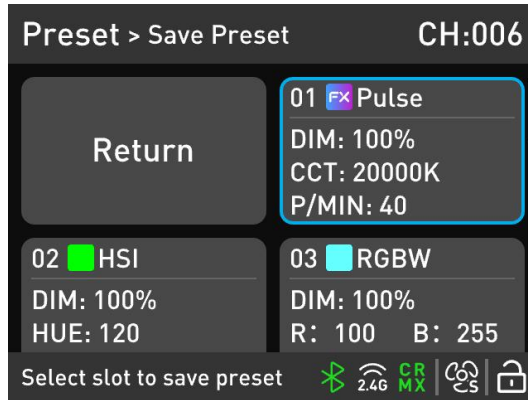 Preset > Save Preset
CH:006
Return
01 FX Pulse
DIM: 100%
CCT: 20000K
P/MIN: 40
02 HSI
DIM: 100%
HUE: 120
03 RGBW
DIM: 100%
R: 100 B: 255
Select slot to save preset
2.4G
CR
MX
S